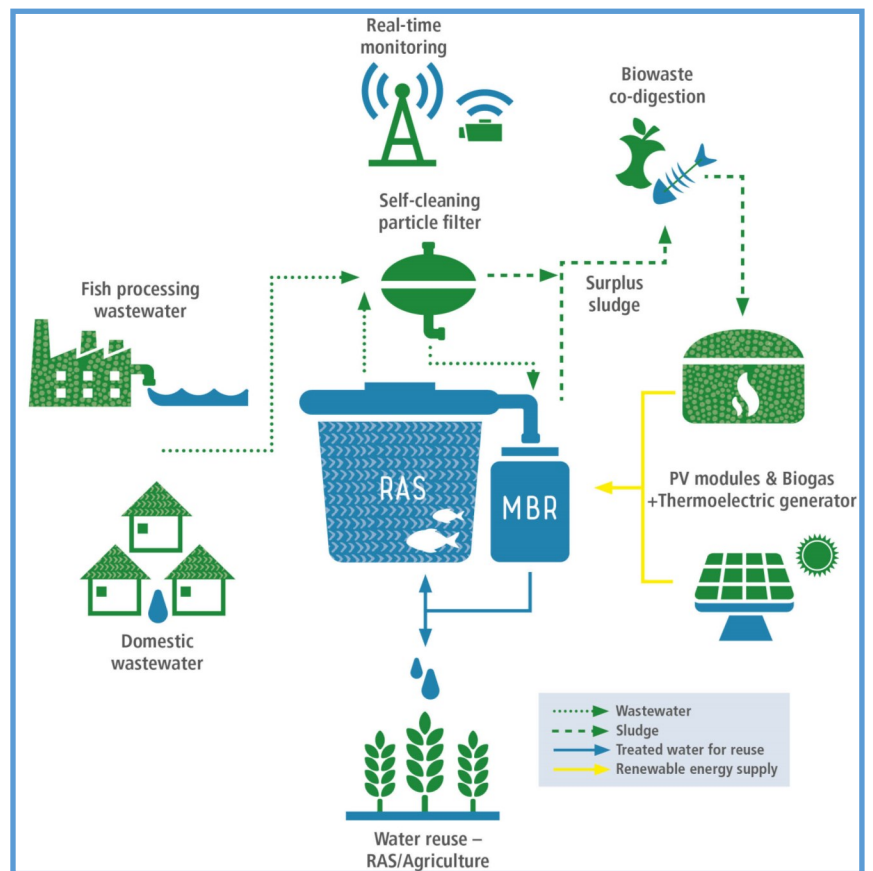 Real-time
monitoring
Biowaste
co-digestion
Self-cleaning
particle filter
Fish processing
wastewater
Surplus
sludge
RAS
MBR
PV modules & Biogas
+Thermoelectric generator
Domestic
wastewater
Wastewater
Sludge
Treated water for reuse
Renewable energy supply
Water reuse –
RAS/Agriculture